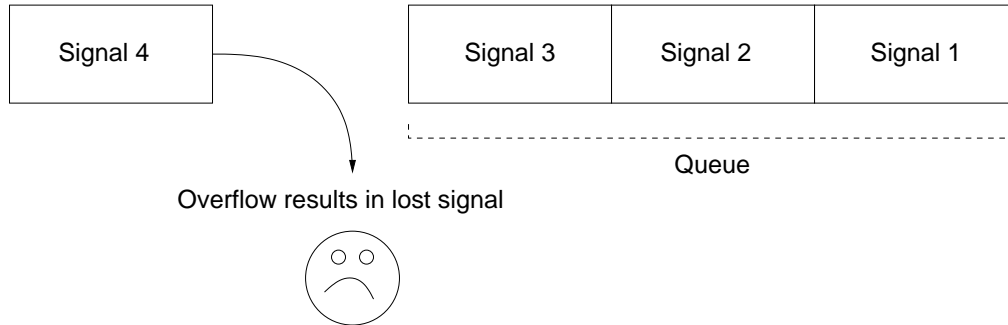 Signal 4
Signal 3
Signal 2
Signal 1
Queue
Overflow results in lost signal